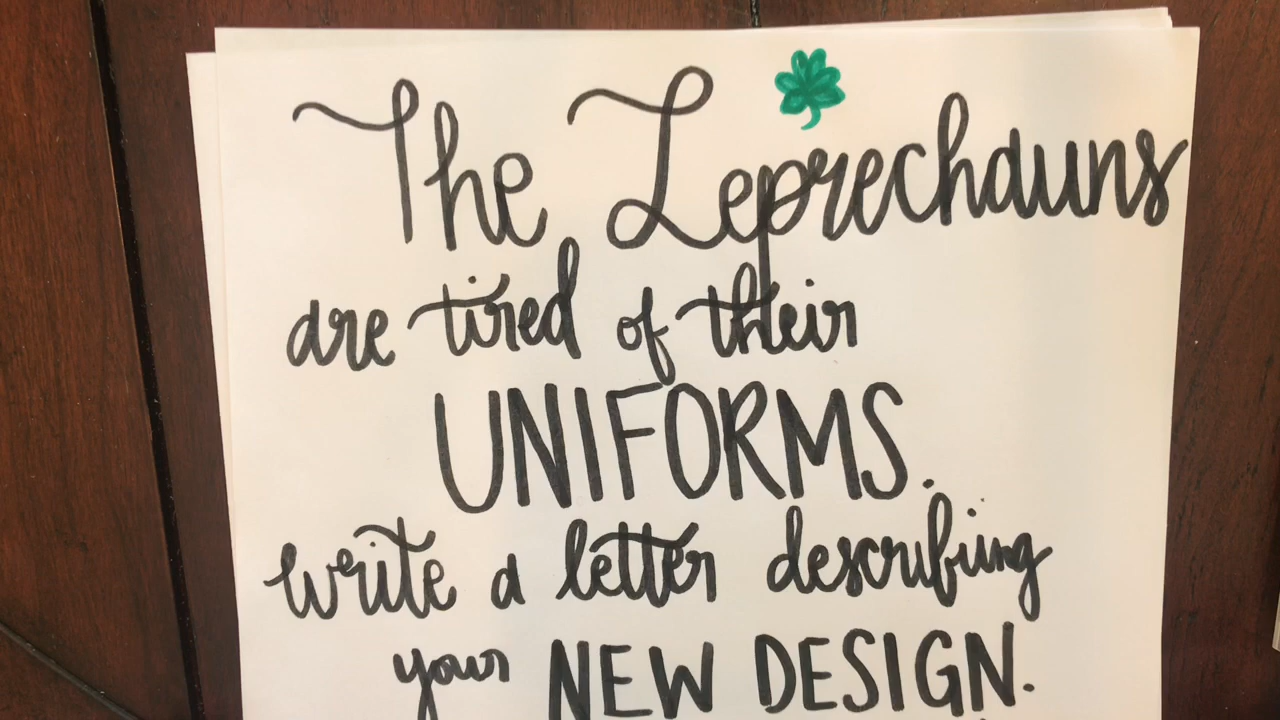 The Leprechauns
are tired of their
UNIFORMS.
write a letter describing
your NEW DESIGN.